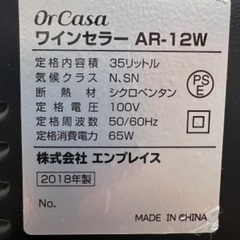 OrCasa
ワインセラー AR-12W
定格内容積 35リットル
気候クラス N、SN
断熱材 シクロペンタン
定格電圧 100V
定格周波数 50/60Hz
定格消費電力 65W
PSE
株式会社 エンプレイス
2018年製
No.
MADE IN CHINA